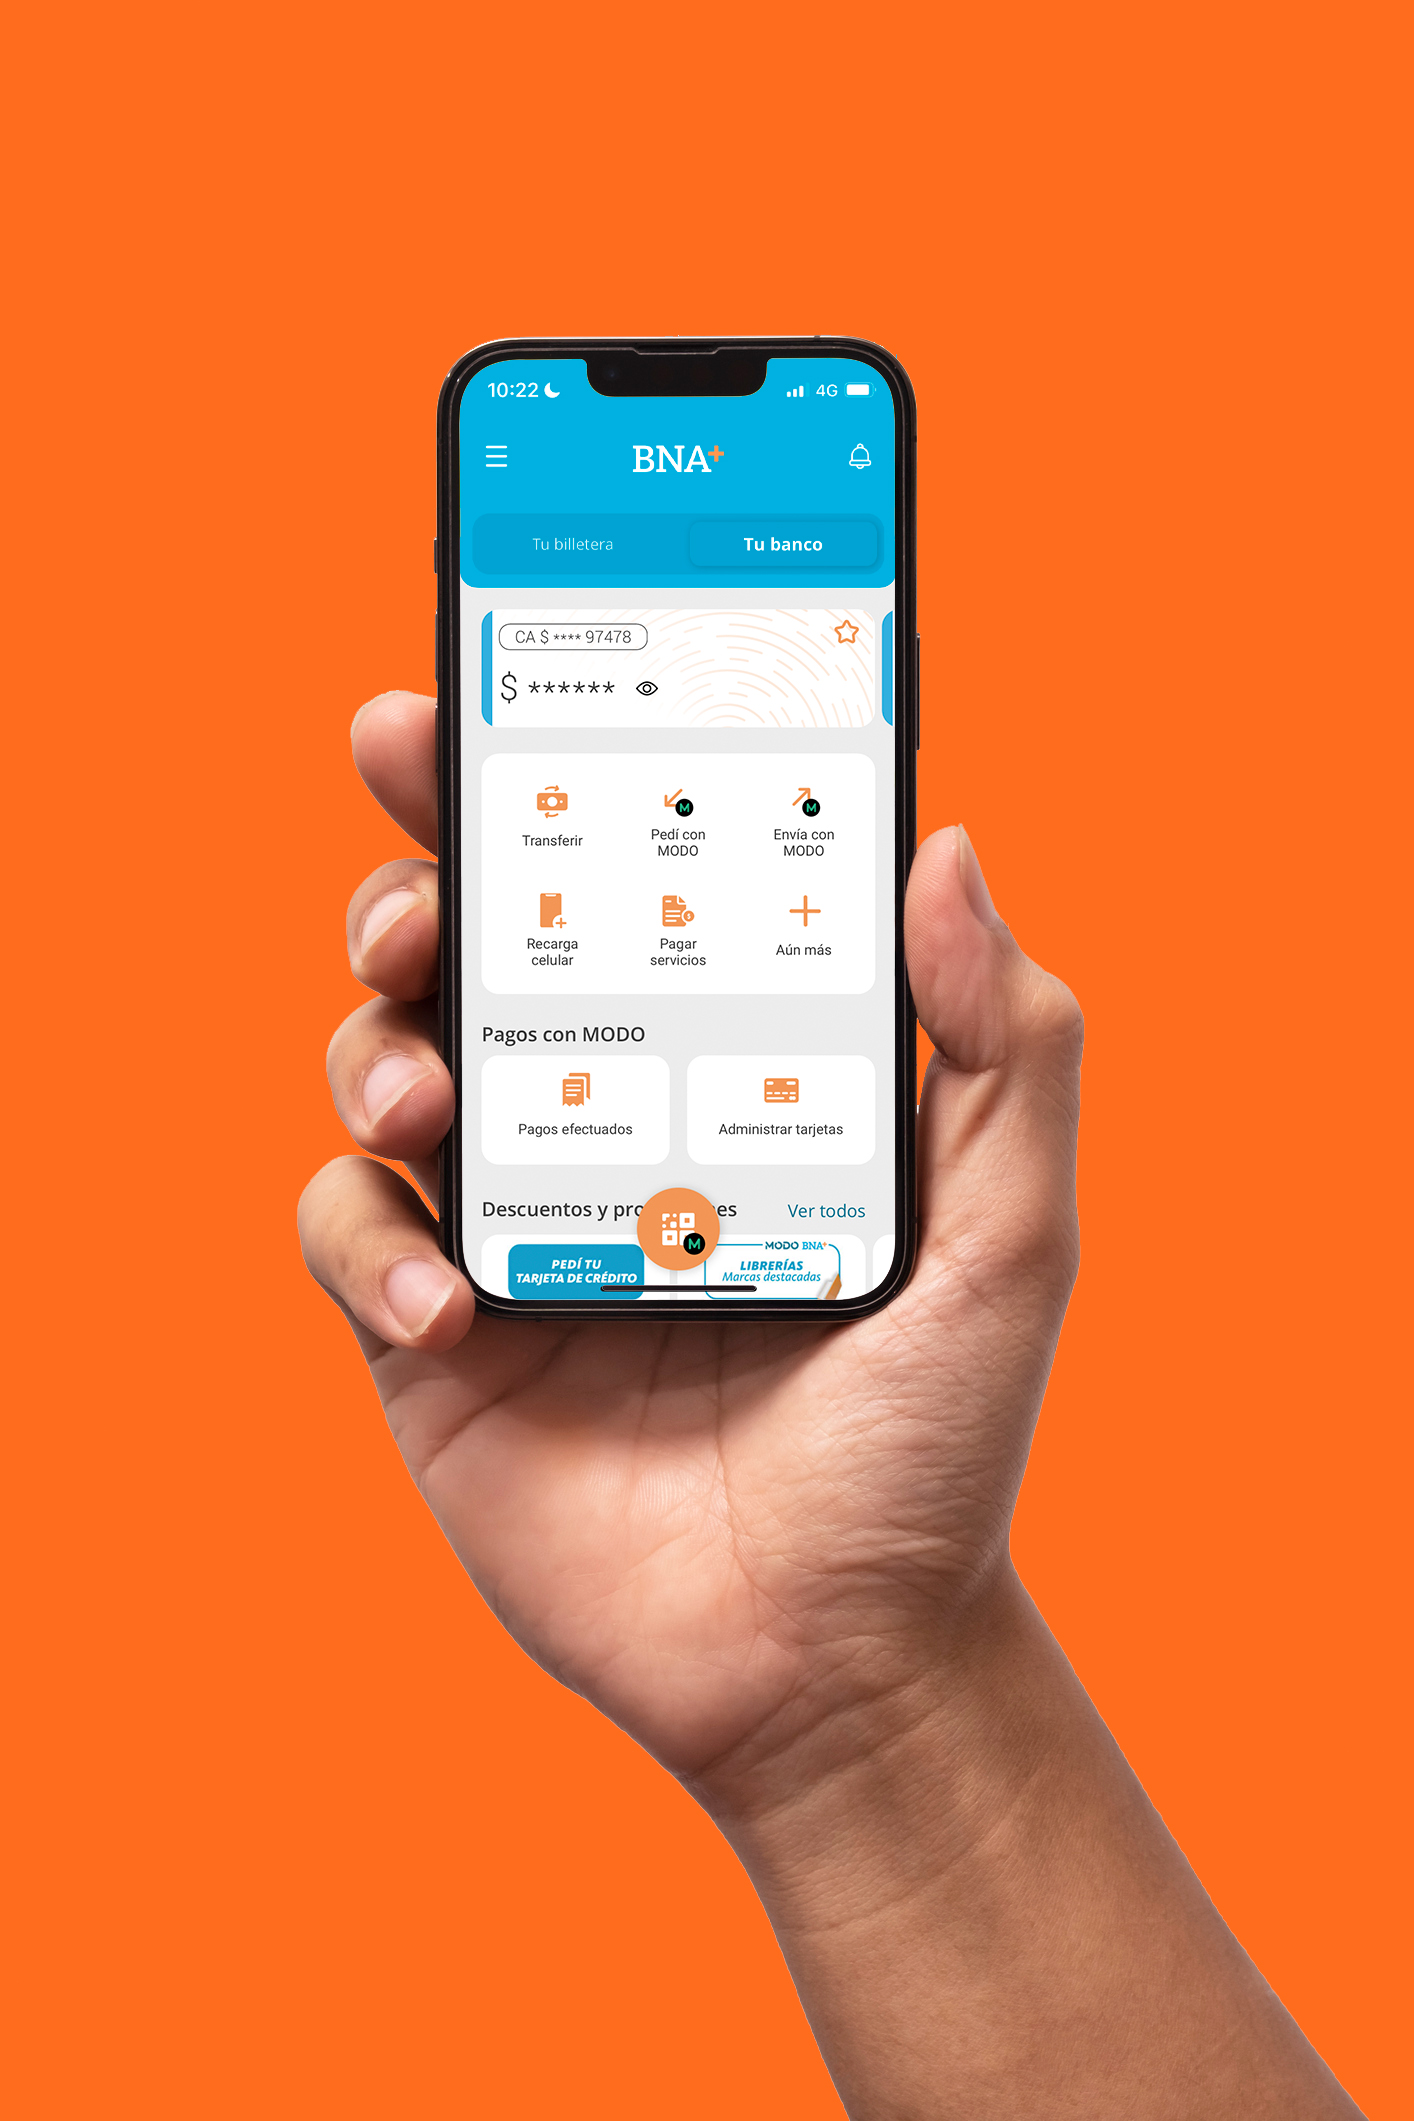 10:22
4G
BNA+
Tu billetera
Tu banco
CA $ **** 97478
$ ******
Transferir
Pedí con
MODO
M
Envía con
MODO
M
Recarga
celular
Pagar
servicios
Aún más
Pagos con MODO
Pagos efectuados
Administrar tarjetas
Descuentos y pro nes
Ver todos
M
PEDÍ TU
TARJETA DE CRÉDITO
MODO BNA+
LIBRERÍAS
Marcas destacadas